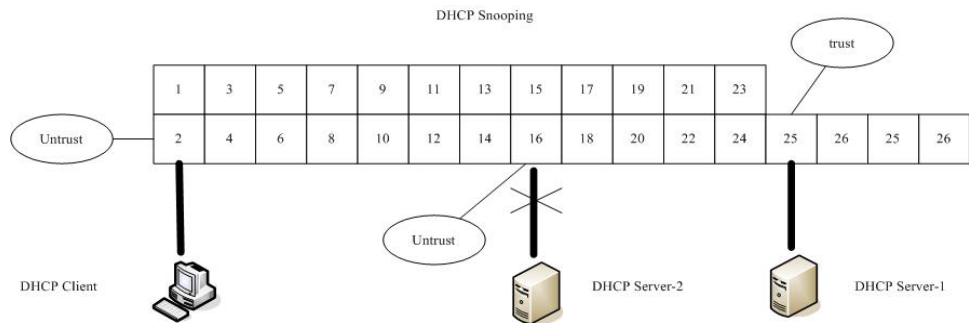 DHCP Snooping
trust
1 3 5 7 9 11 13 15 17 19 21 23
Untrust
2 4 6 8 10 12 14 16 18 20 22 24 25 26 25 26
Untrust
DHCP Client
DHCP Server-2
DHCP Server-1